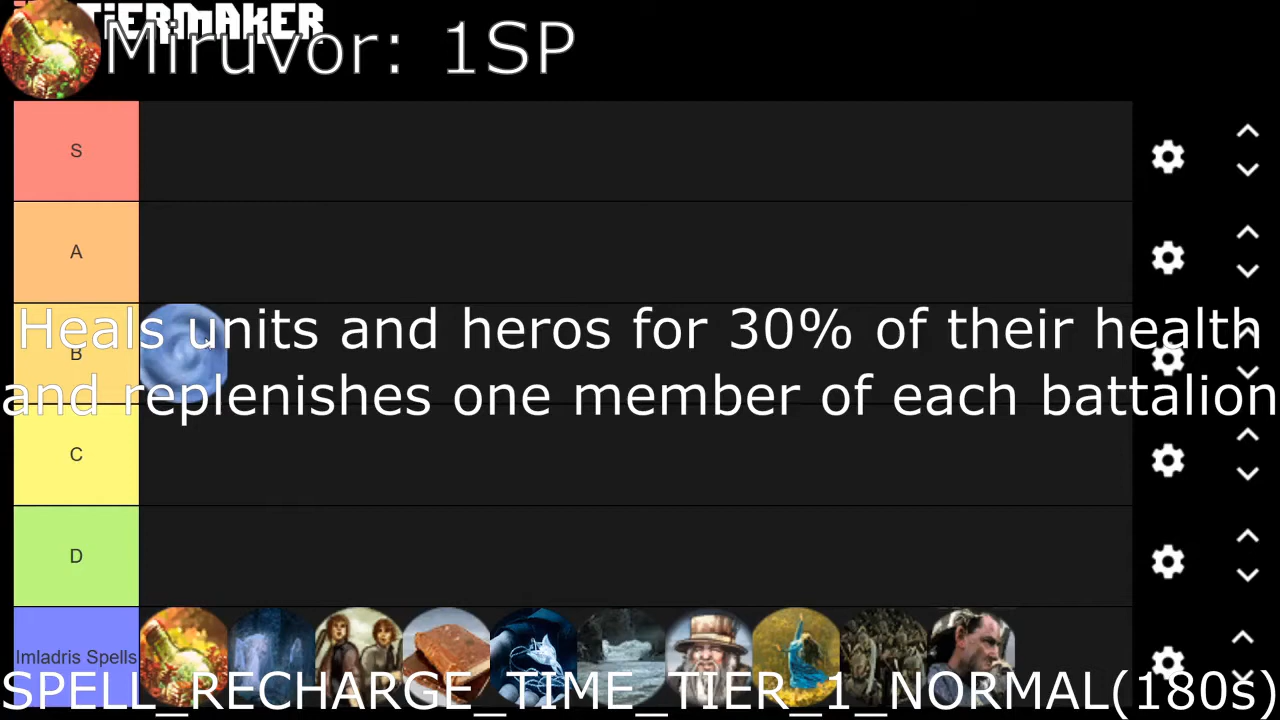 TiERMAKER
Miruvor: 1SP
S
A
Heals units and heros for 30% of their health
B
and replenishes one member of each battalion
C
D
Imladris Spells
SPELL_RECHARGE_TIME_TIER_1_NORMAL(180s)